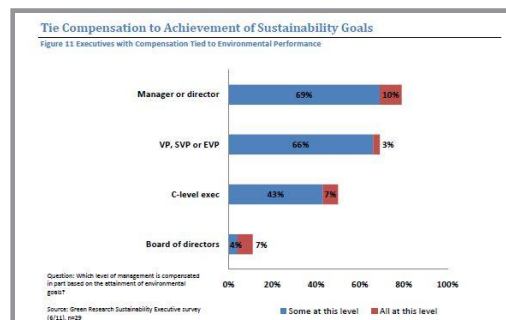 Tie Compensation to Achievement of Sustainability Goals
Figure 11 Executives with Compensation Tied to Environmental Performance
Manager or director 69% 10%
VP, SVP or EVP 66% 3%
C-level exec 43% 7%
Board of directors 4% 7%
0% 20% 40% 60% 80% 100%
Question: Which level of management is compensated
in part based on the attainment of environmental
goals?
Some at this level All at this level
Source: Green Research Sustainability Executive survey
(6/11), n=29